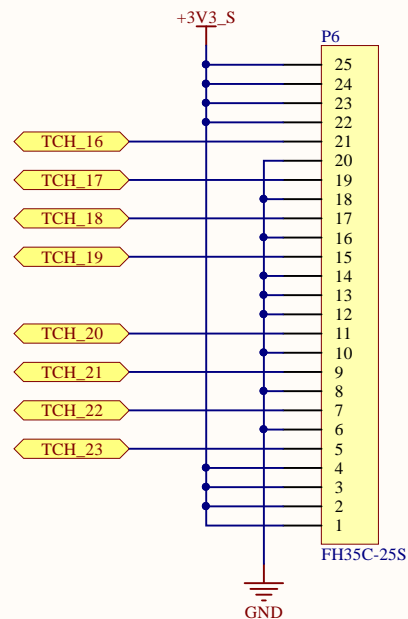 +3V3_S
P6
25
24
23
22
TCH_16 21
20
TCH_17 19
18
TCH_18 17
16
TCH_19 15
14
13
12
TCH_20 11
10
TCH_21 9
8
TCH_22 7
6
TCH_23 5
4
3
2
1
FH35C-25S
GND